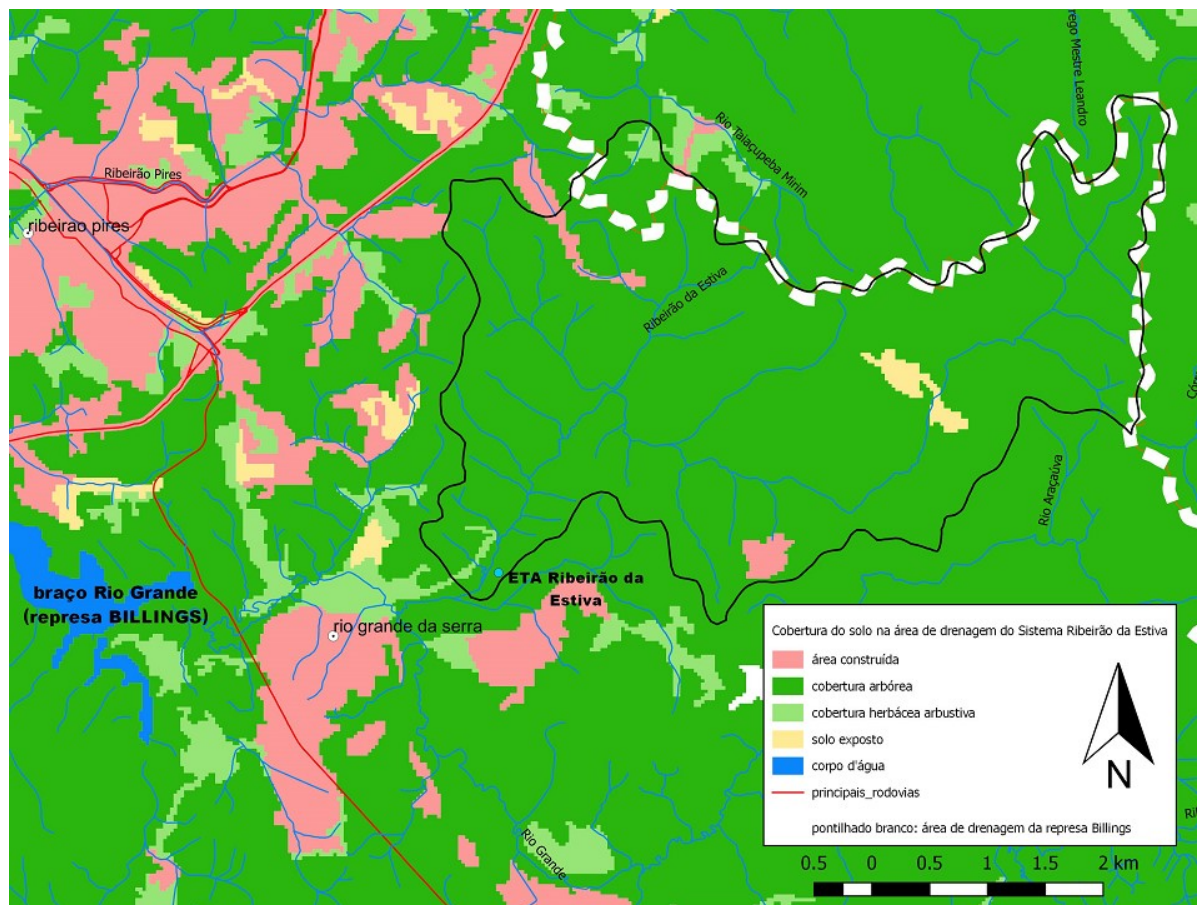 rego Mestre Leandro
Rio Taiaçupeba Mirim
Ribeirão Pires
ribeirao pires
Ribeirão da Estiva
Rio Araçaúva
ETA Ribeirão da
Estiva
braço Rio Grande
(represa BILLINGS)
rio grande da serra
Rio Grande
Cobertura do solo na área de drenagem do Sistema Ribeirão da Estiva
área construída
cobertura arbórea
cobertura herbácea arbustiva
solo exposto
corpo d'água
principais_rodovias
pontilhado branco: área de drenagem da represa Billings
N
0.5 0 0.5 1 1.5 2 km